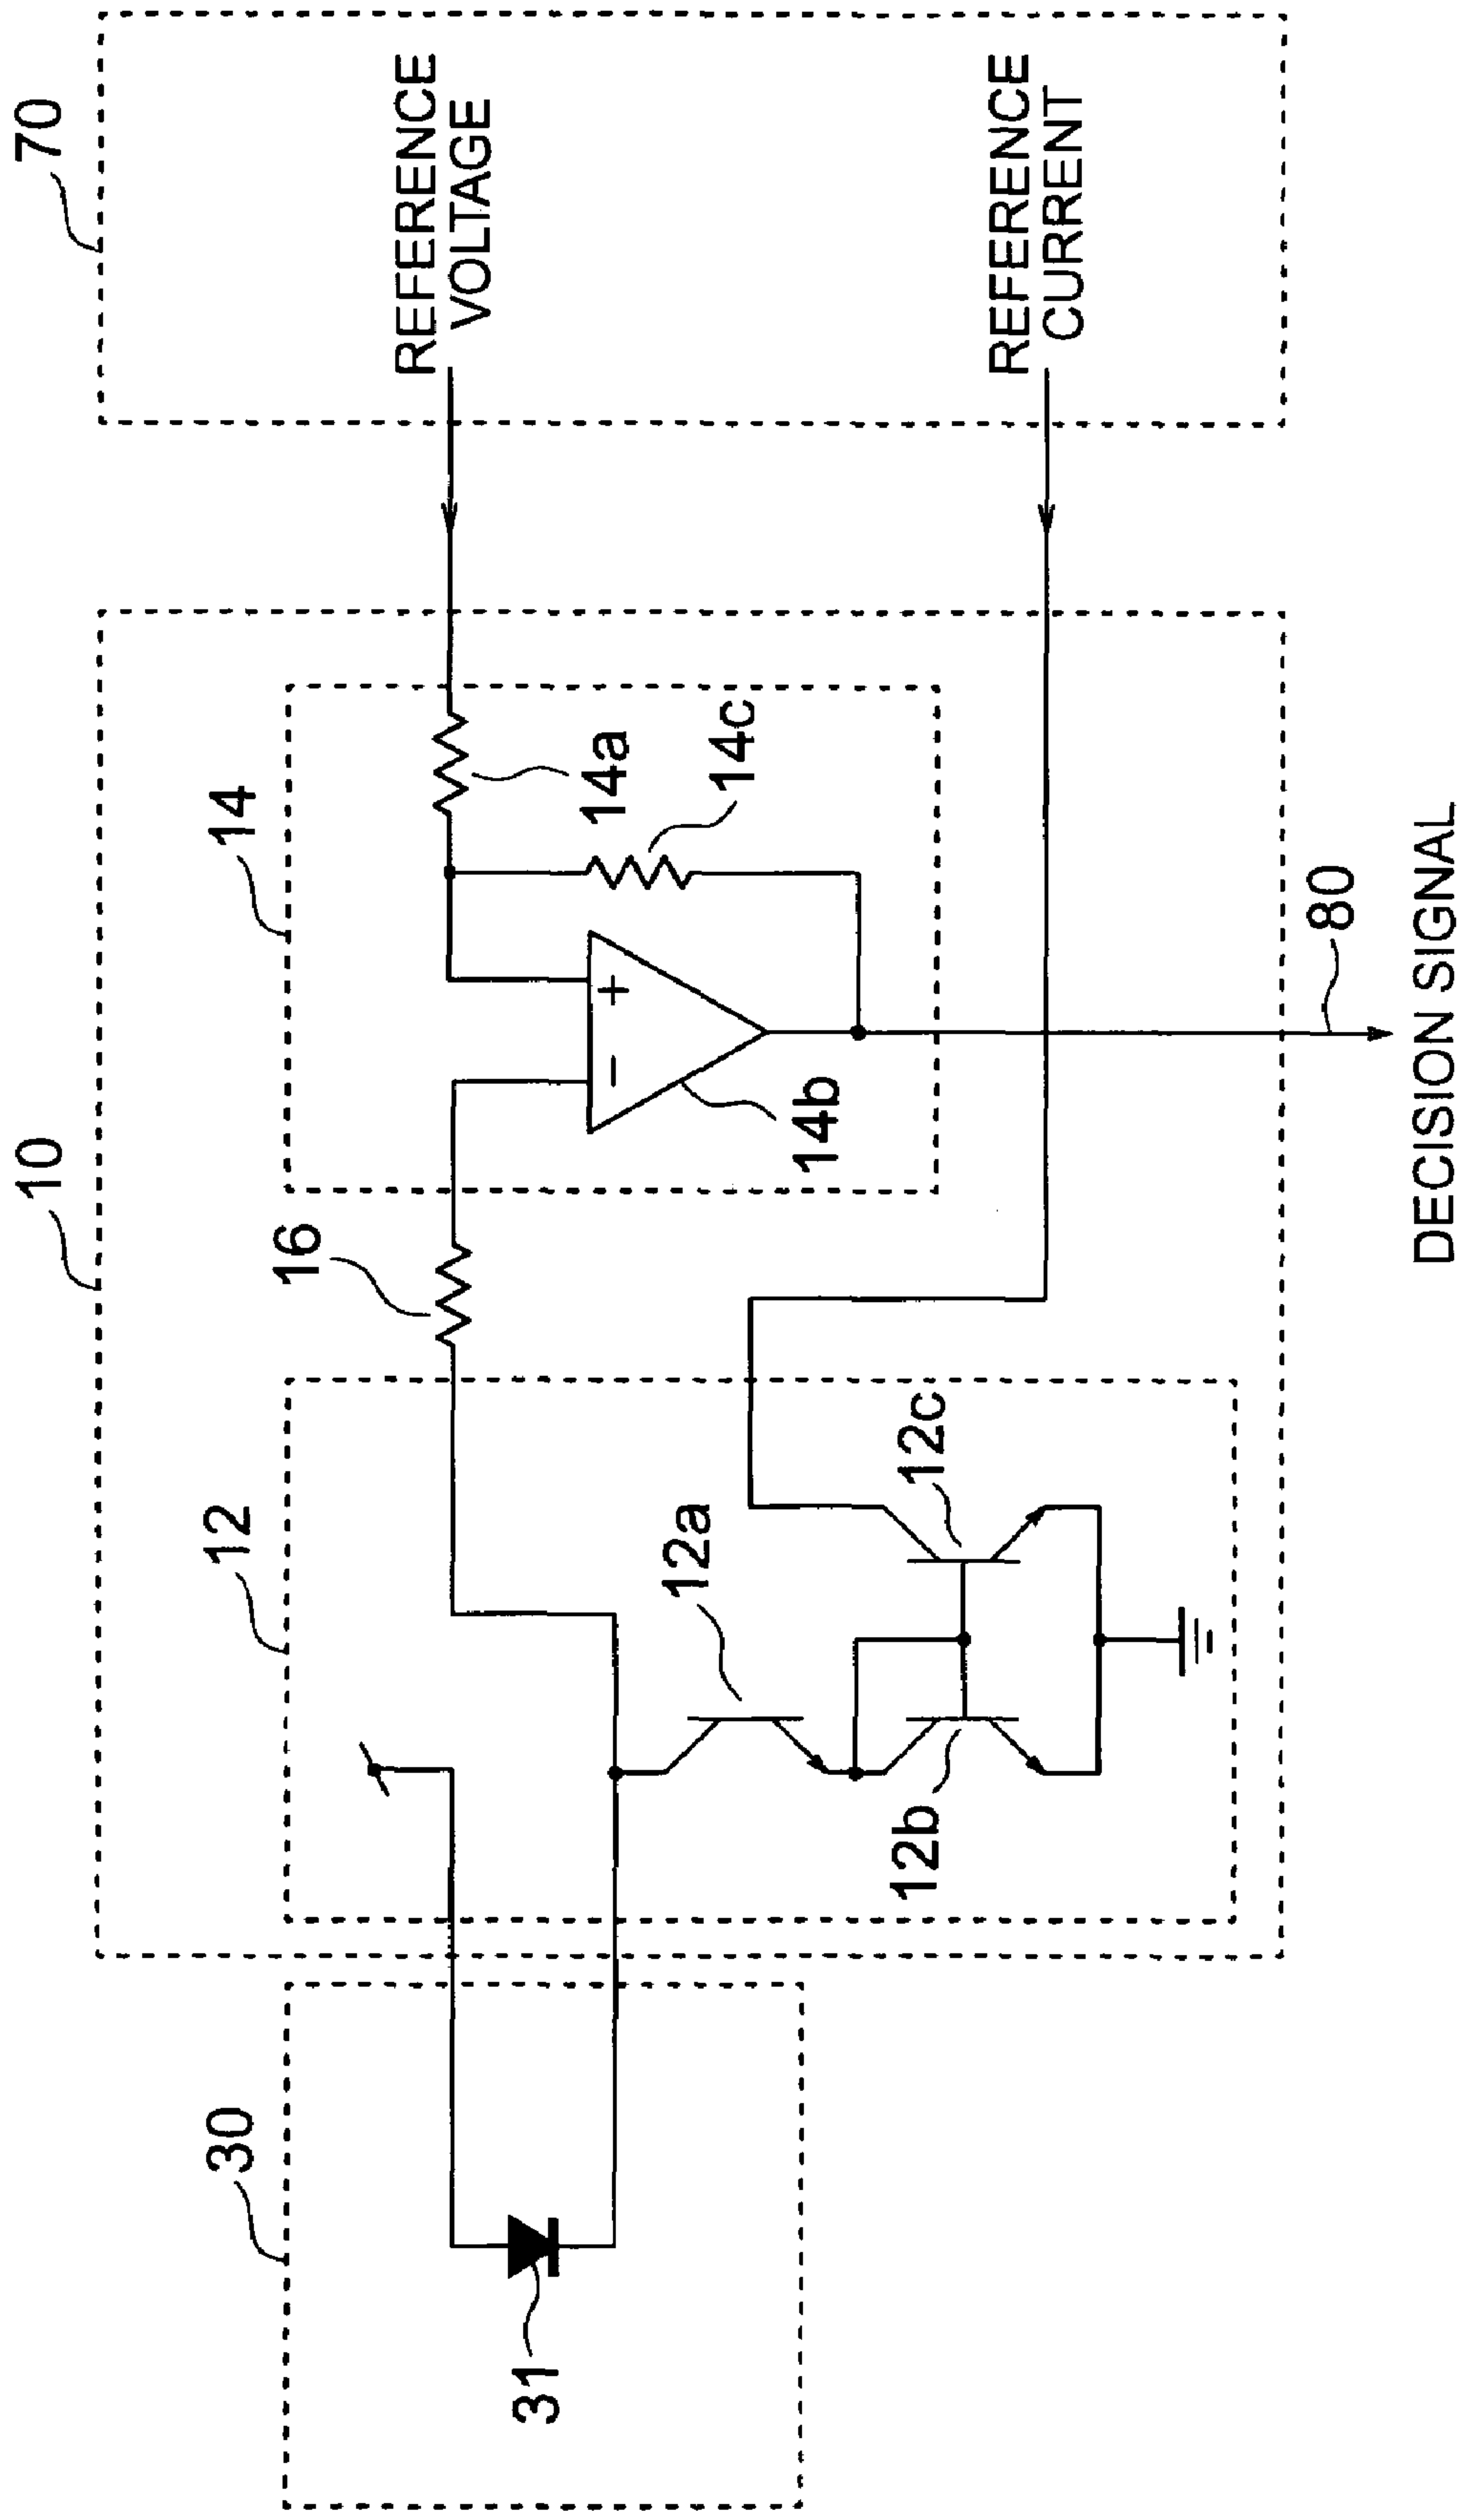 30
31
10
12
12a
12b
12c
16
14
14a
14b
14c
+
−
70
REFERENCE
VOLTAGE
REFERENCE
CURRENT
80
DECISION SIGNAL